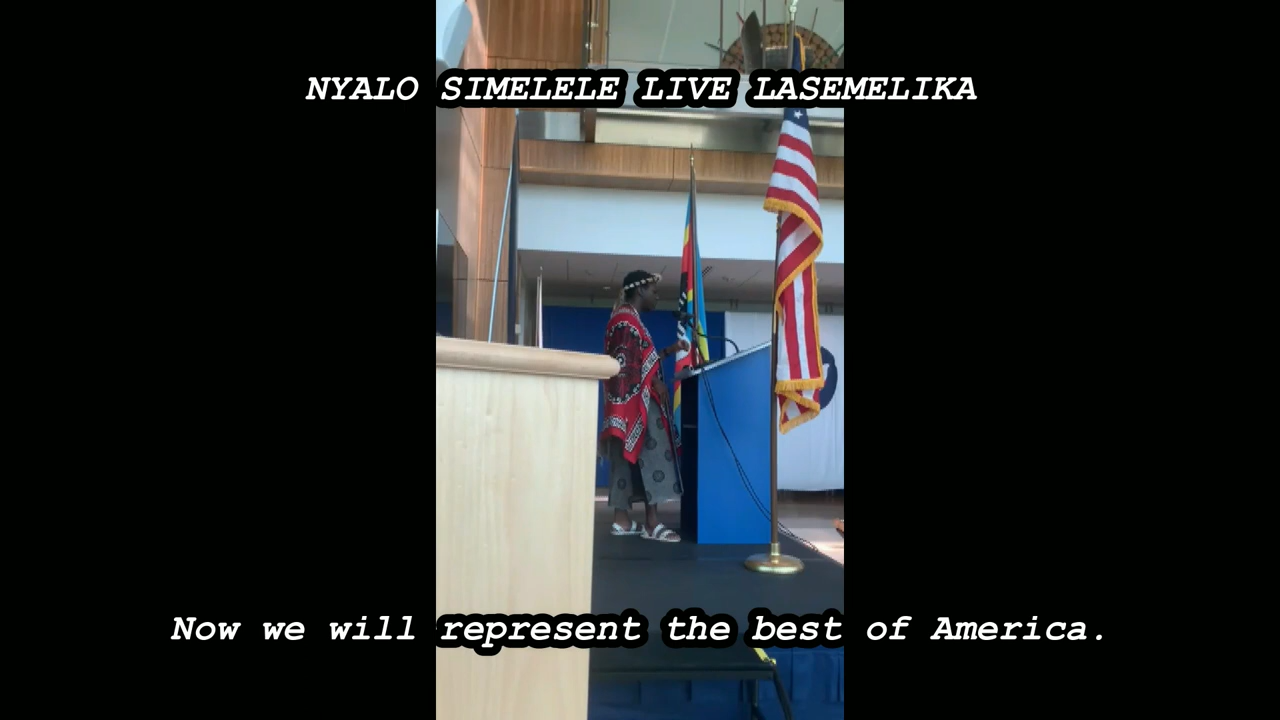 NYALO SIMELELE LIVE LASEMELIKA
Now we will represent the best of America.